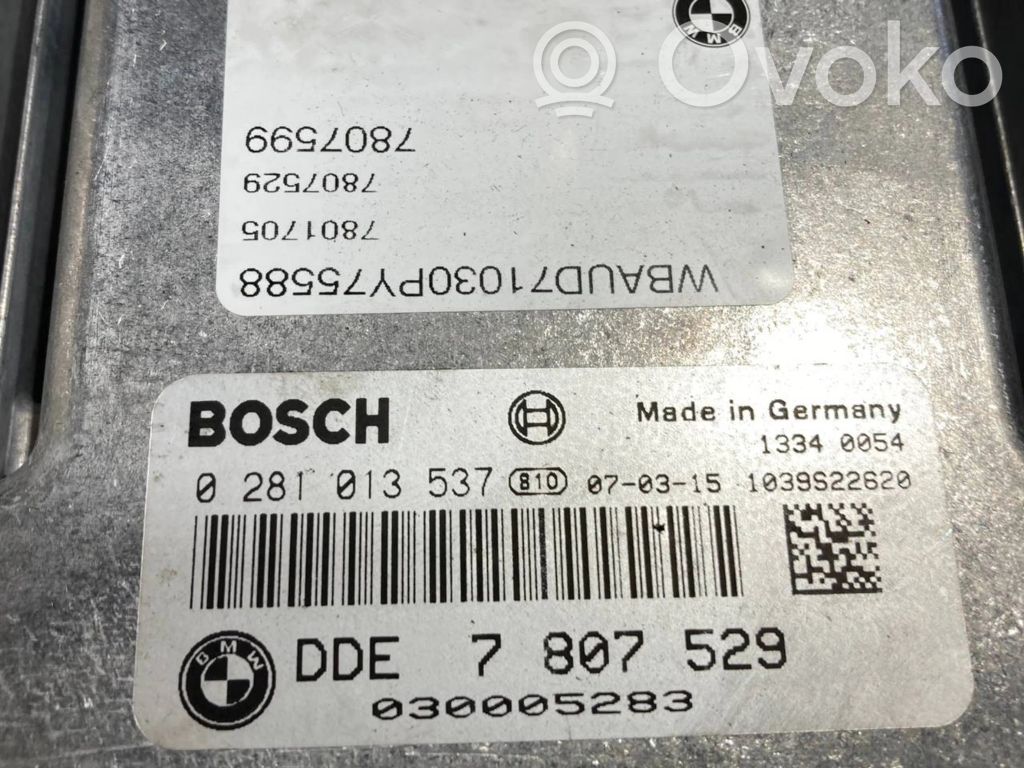 Ovoko
WBAUD71030PY75588
7801705
7807529
7807599
BOSCH
Made in Germany
1334 0054
0 281 013 537 810 07-03-15 1039S22620
BMW DDE 7 807 529
030005283